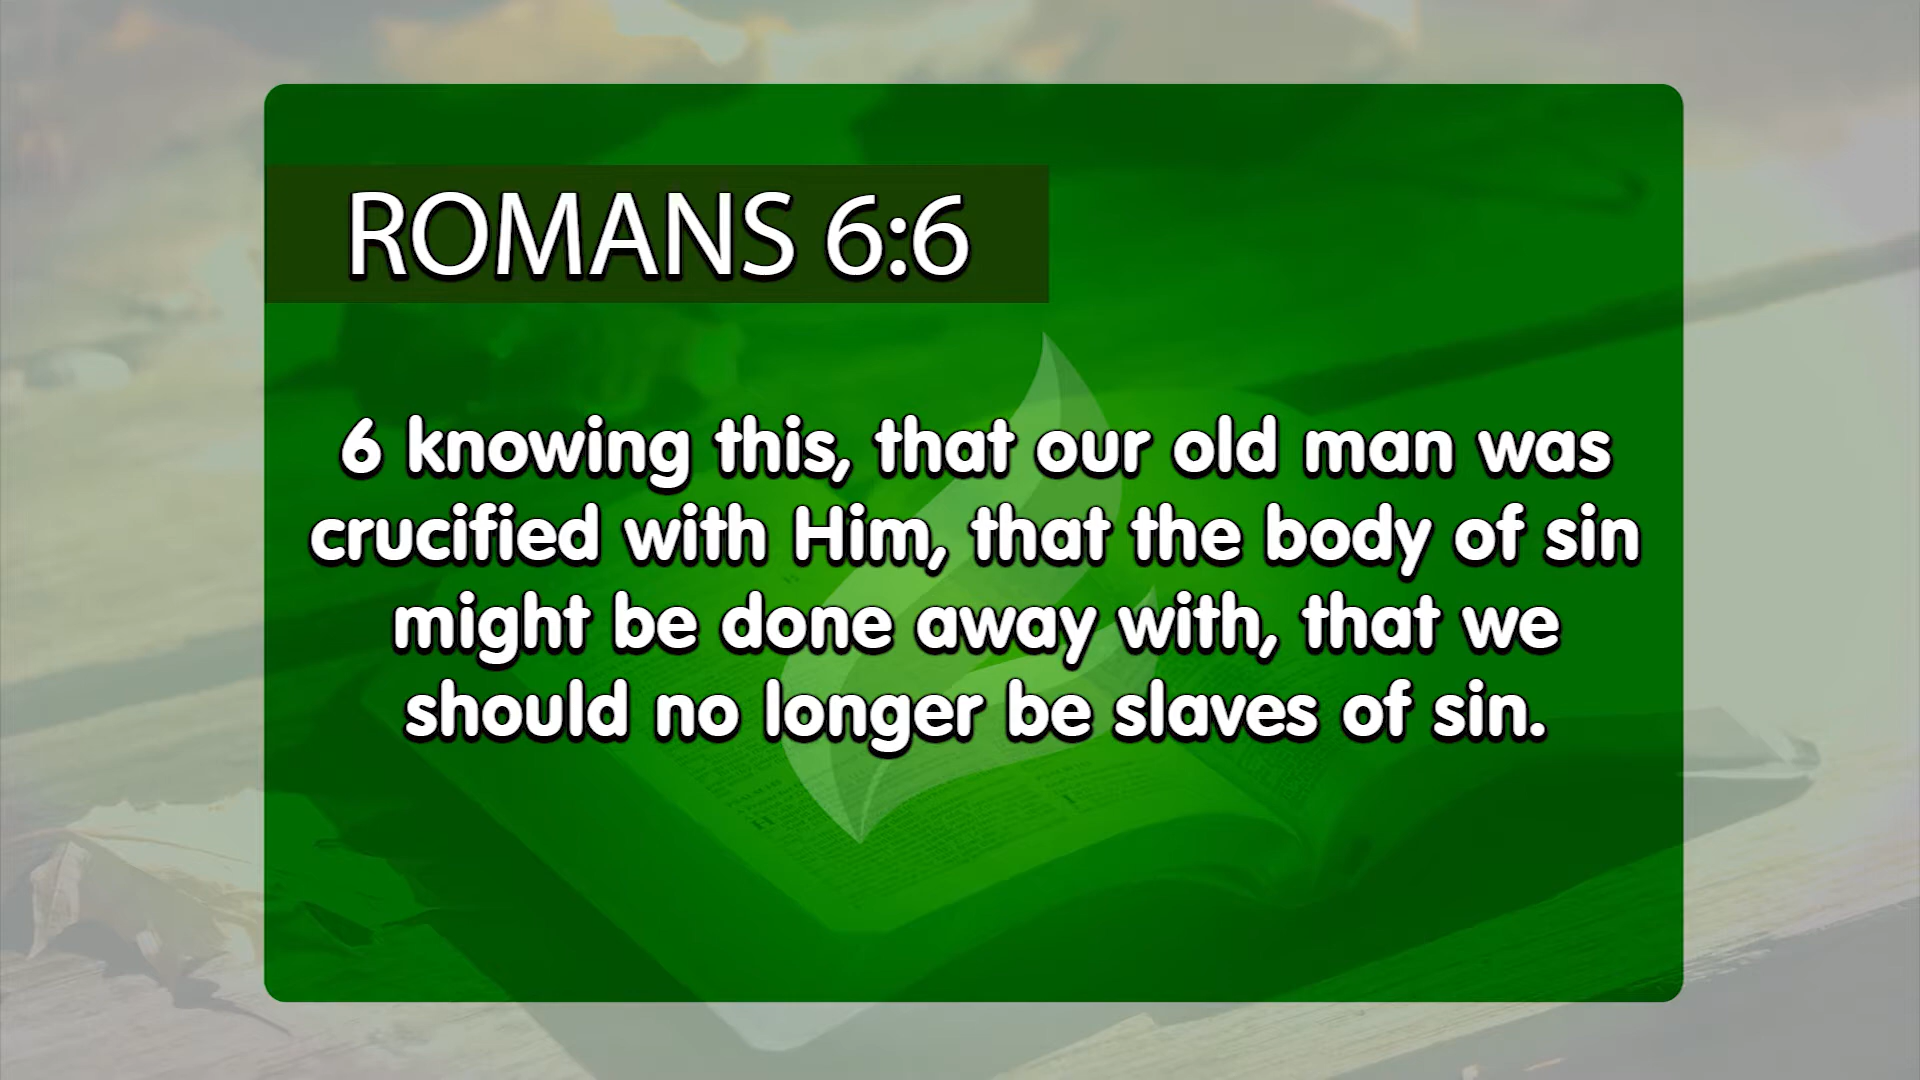 ROMANS 6:6
6 knowing this, that our old man was
crucified with Him, that the body of sin
might be done away with, that we
should no longer be slaves of sin.